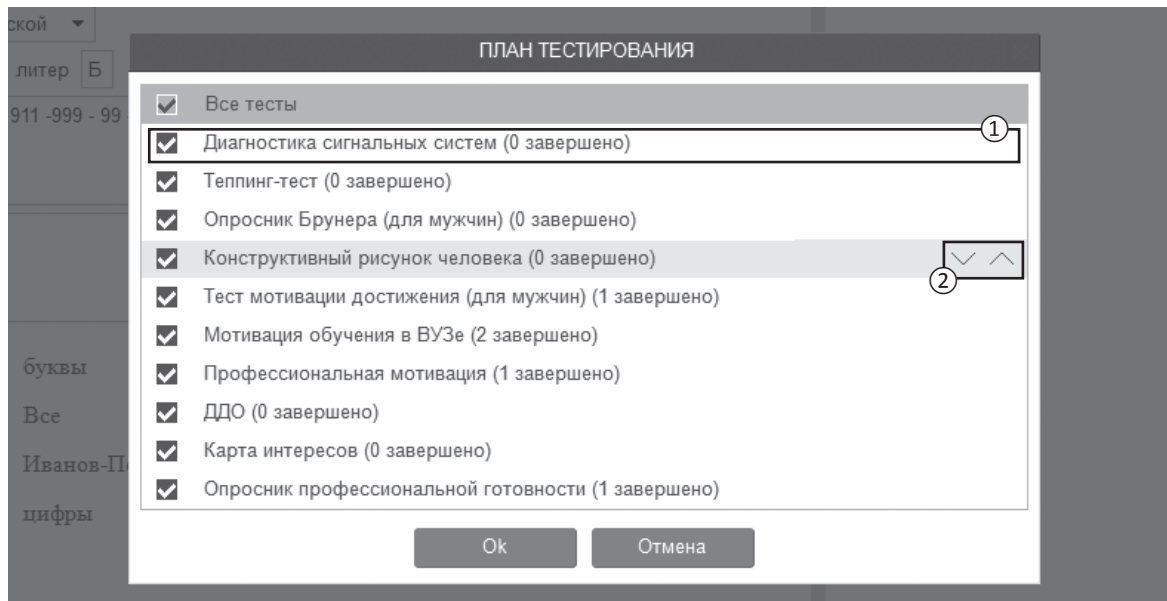 ской
ПЛАН ТЕСТИРОВАНИЯ
литер Б
Все тесты
911 -999 - 99
1
Диагностика сигнальных систем (0 завершено)
Теппинг-тест (0 завершено)
Опросник Брунера (для мужчин) (0 завершено)
Конструктивный рисунок человека (0 завершено)
2
Тест мотивации достижения (для мужчин) (1 завершено)
Мотивация обучения в ВУЗе (2 завершено)
буквы
Профессиональная мотивация (1 завершено)
Все
ДДО (0 завершено)
Иванов-П
Карта интересов (0 завершено)
Опросник профессиональной готовности (1 завершено)
цифры
Ok Отмена